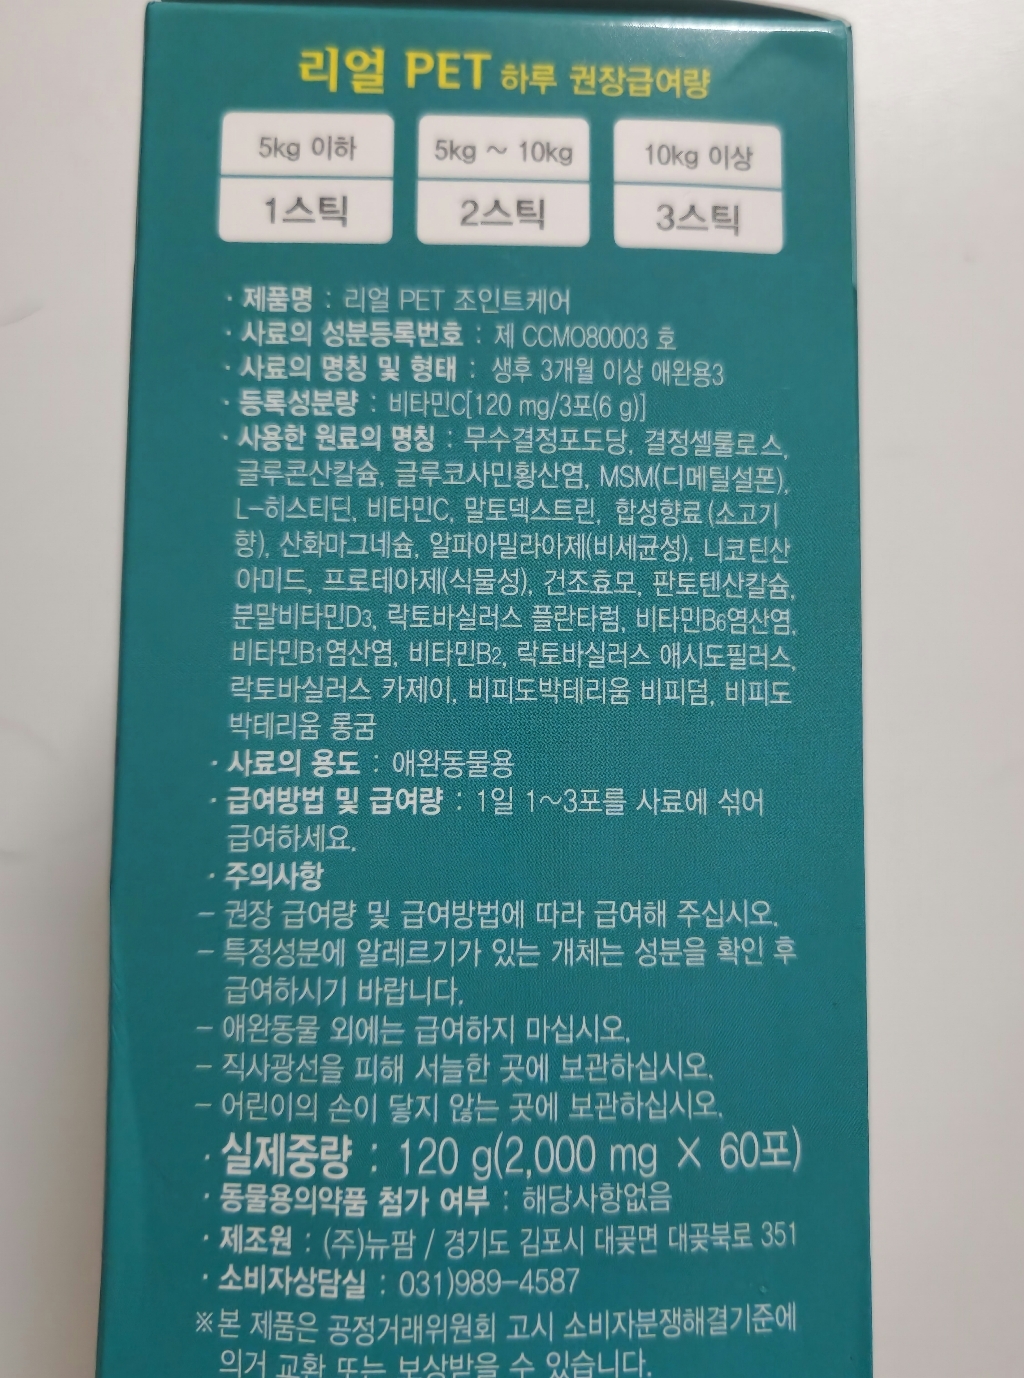 리얼 PET 하루 권장급여량
5kg 이하 5kg ~ 10kg 10kg 이상
1스틱 2스틱 3스틱
· 제품명 : 리얼 PET 조인트케어
· 사료의 성분등록번호 : 제 CCMO80003 호
· 사료의 명칭 및 형태 : 생후 3개월 이상 애완용3
· 등록성분량 : 비타민C[120 mg/3포(6 g)]
· 사용한 원료의 명칭 : 무수결정포도당, 결정셀룰로스,
글루콘산칼슘, 글루코사민황산염, MSM(디메틸설폰),
L-히스티딘, 비타민C, 말토덱스트린, 합성향료(소고기
향), 산화마그네슘, 알파아밀라아제(비세균성), 니코틴산
아미드, 프로테아제(식물성), 건조효모, 판토텐산칼슘,
분말비타민D3, 락토바실러스 플란타럼, 비타민B6염산염,
비타민B1염산염, 비타민B2, 락토바실러스 애시도필러스,
락토바실러스 카제이, 비피도박테리움 비피덤, 비피도
박테리움 롱굼
· 사료의 용도 : 애완동물용
· 급여방법 및 급여량 : 1일 1~3포를 사료에 섞어
급여하세요.
· 주의사항
- 권장 급여량 및 급여방법에 따라 급여해 주십시오.
- 특정성분에 알레르기가 있는 개체는 성분을 확인 후
급여하시기 바랍니다.
- 애완동물 외에는 급여하지 마십시오.
- 직사광선을 피해 서늘한 곳에 보관하십시오.
- 어린이의 손이 닿지 않는 곳에 보관하십시오.
· 실제중량 : 120 g(2,000 mg × 60포)
· 동물용의약품 첨가 여부 : 해당사항없음
· 제조원 : (주)뉴팜 / 경기도 김포시 대곶면 대곶북로 351
· 소비자상담실 : 031)989-4587
※본 제품은 공정거래위원회 고시 소비자분쟁해결기준에
의거 교환 또는 보상받을 수 있습니다.